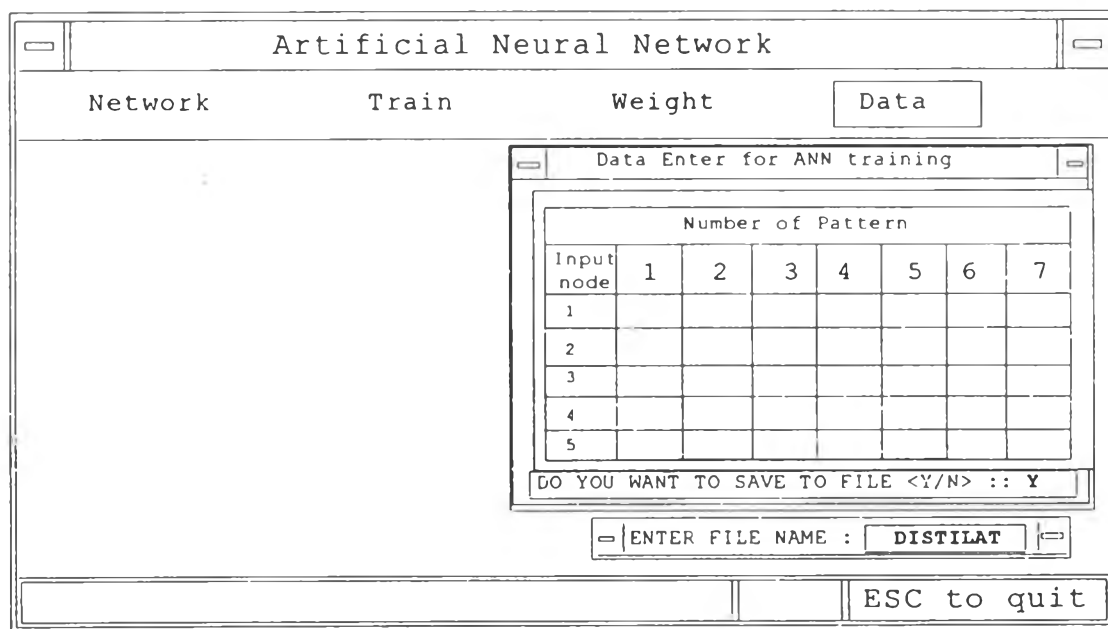 Artificial Neural Network
Network Train Weight Data
Data Enter for ANN training
Number of Pattern
Input node 1 2 3 4 5 6 7
1
2
3
4
5
DO YOU WANT TO SAVE TO FILE <Y/N> :: Y
ENTER FILE NAME : DISTILAT
ESC to quit